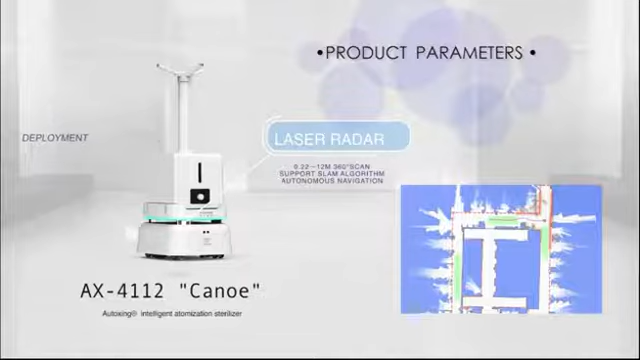 •PRODUCT PARAMETERS •
DEPLOYMENT
LASER RADAR
0.22-12M 360°SCAN
SUPPORT SLAM ALGORITHM
AUTONOMOUS NAVIGATION
AX-4112 "Canoe"
Autoxing® intelligent atomization sterilizer